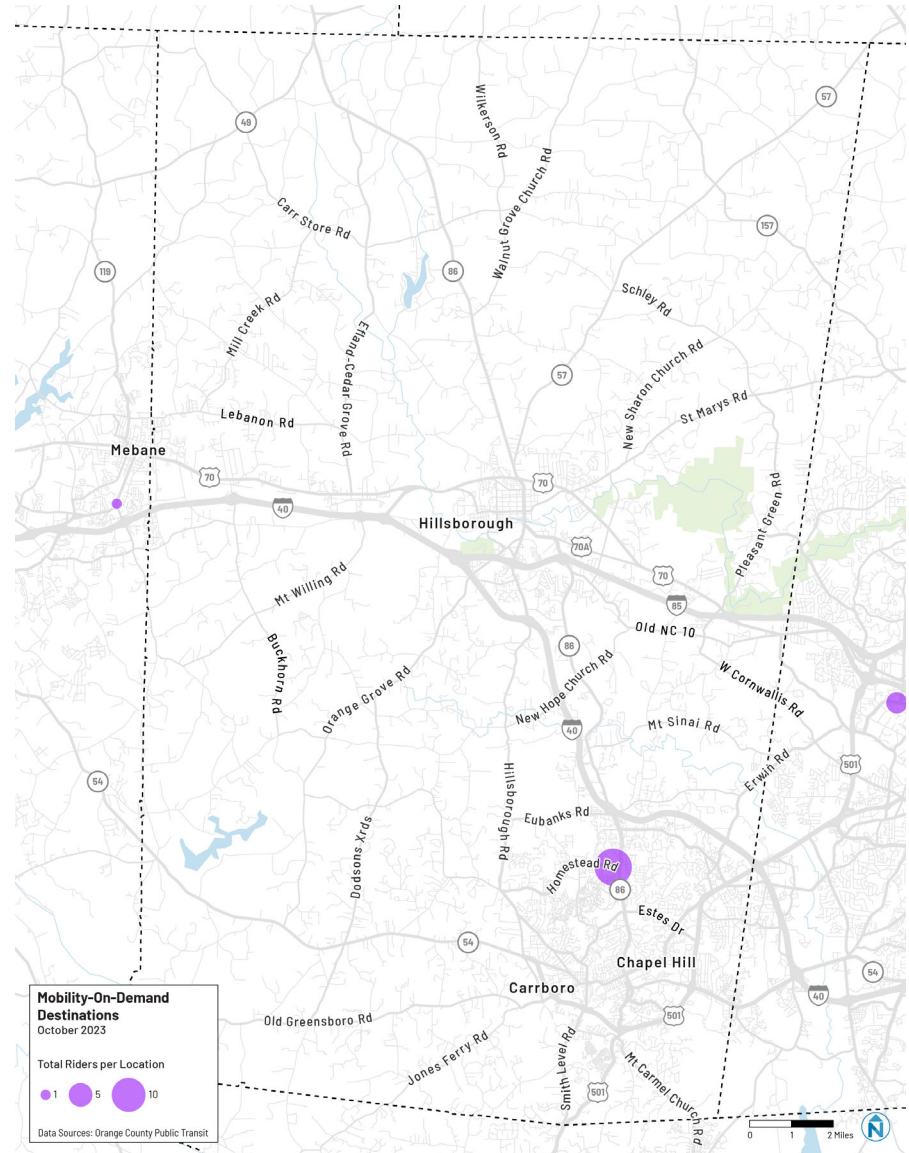 57
49
Wilkerson Rd
Walnut Grove Church Rd
Carr Store Rd
157
119
86
Schley Rd
Mill Creek Rd
Efland-Cedar Grove Rd
57
New Sharon Church Rd
St Marys Rd
Lebanon Rd
Mebane
70
70
40
Hillsborough
Pleasant Green Rd
70A
70
Mt Willing Rd
85
Old NC 10
Buckhorn Rd
86
Orange Grove Rd
New Hope Church Rd
W Cornwallis Rd
40
Mt Sinai Rd
Erwin Rd
501
54
Hillsborough Rd
Eubanks Rd
Dodsons Xrds
Homestead Rd
86
Estes Dr
54
Chapel Hill
54
Carrboro
40
501
Old Greensboro Rd
Jones Ferry Rd
Smith Level Rd
Mt Carmel Church Rd
501
Mobility-On-Demand
Destinations
October 2023
Total Riders per Location
1 5 10
Data Sources: Orange County Public Transit
0 1 2 Miles
N